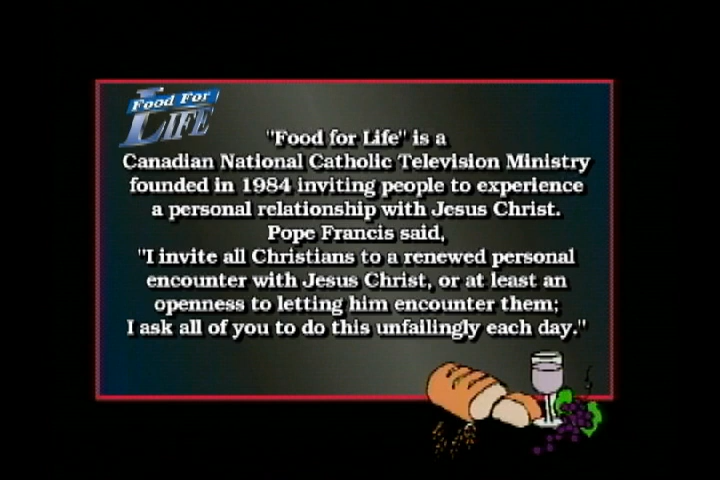 Food For
LIFE
"Food for Life" is a
Canadian National Catholic Television Ministry
founded in 1984 inviting people to experience
a personal relationship with Jesus Christ.
Pope Francis said,
"I invite all Christians to a renewed personal
encounter with Jesus Christ, or at least an
openness to letting him encounter them;
I ask all of you to do this unfailingly each day."